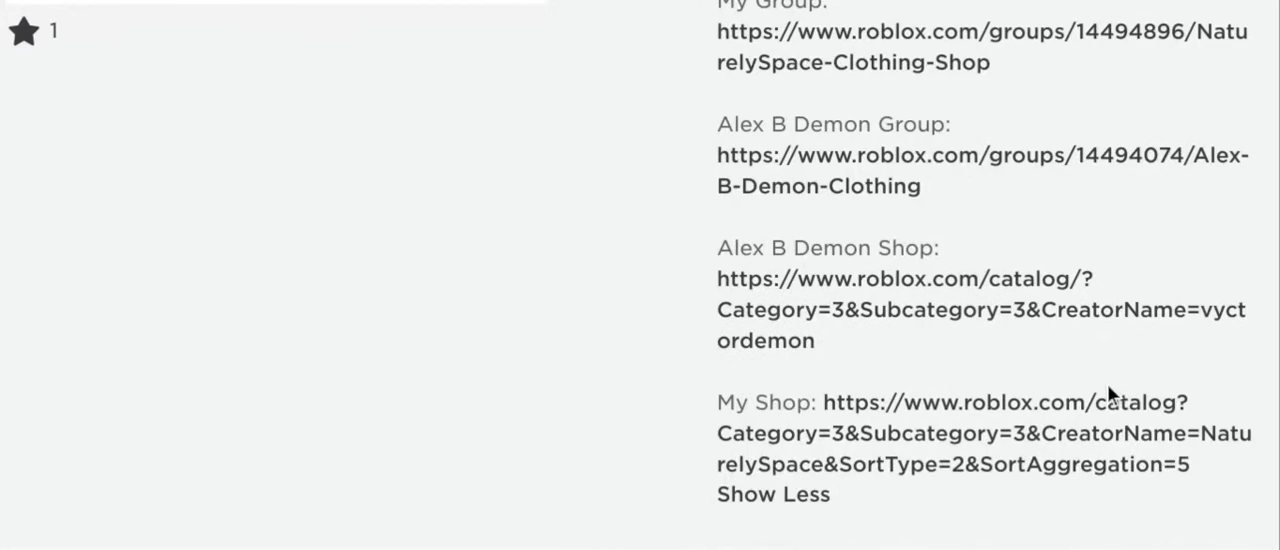 1
My Group:
https://www.roblox.com/groups/14494896/Natu
relySpace-Clothing-Shop
Alex B Demon Group:
https://www.roblox.com/groups/14494074/Alex-
B-Demon-Clothing
Alex B Demon Shop:
https://www.roblox.com/catalog/?
Category=3&Subcategory=3&CreatorName=vyct
ordemon
My Shop: https://www.roblox.com/catalog?
Category=3&Subcategory=3&CreatorName=Natu
relySpace&SortType=2&SortAggregation=5
Show Less